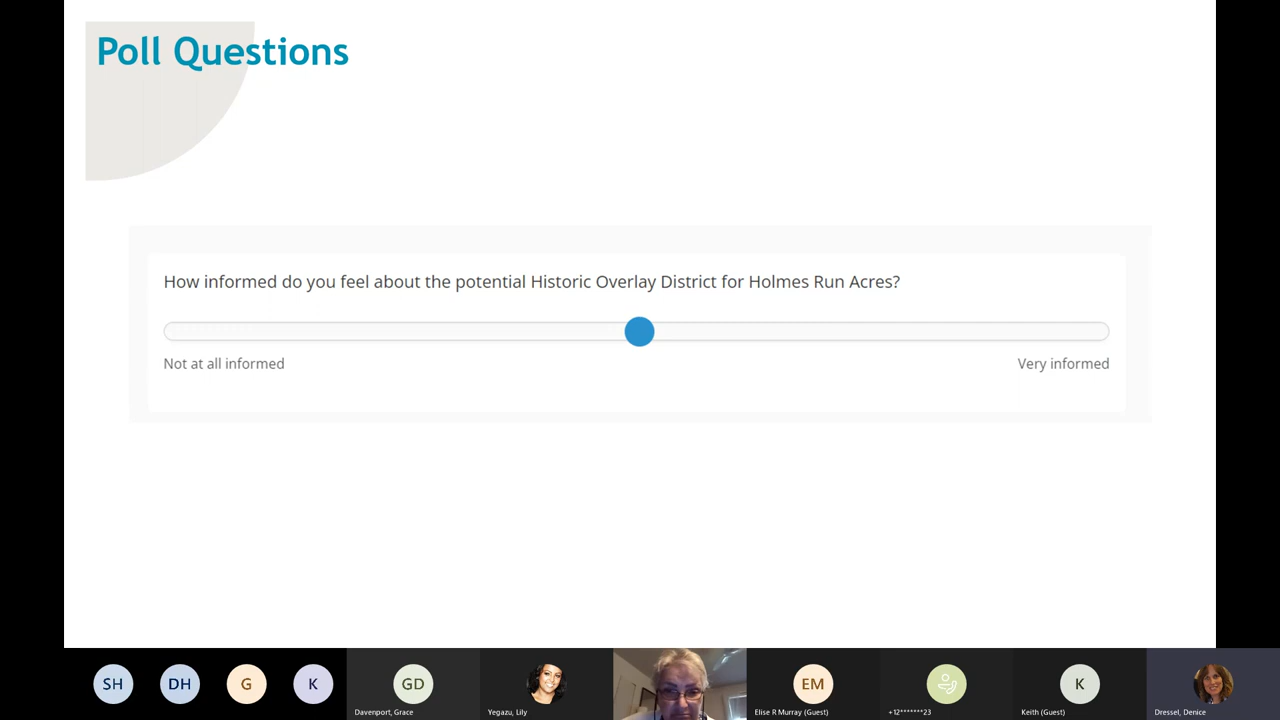 Poll Questions
How informed do you feel about the potential Historic Overlay District for Holmes Run Acres?
Not at all informed
Very informed
SH
DH
G
K
GD
EM
K
Davenport, Grace
Yegazu, Lily
Elise R Murray (Guest)
+12*******23
Keith (Guest)
Dressel, Denice